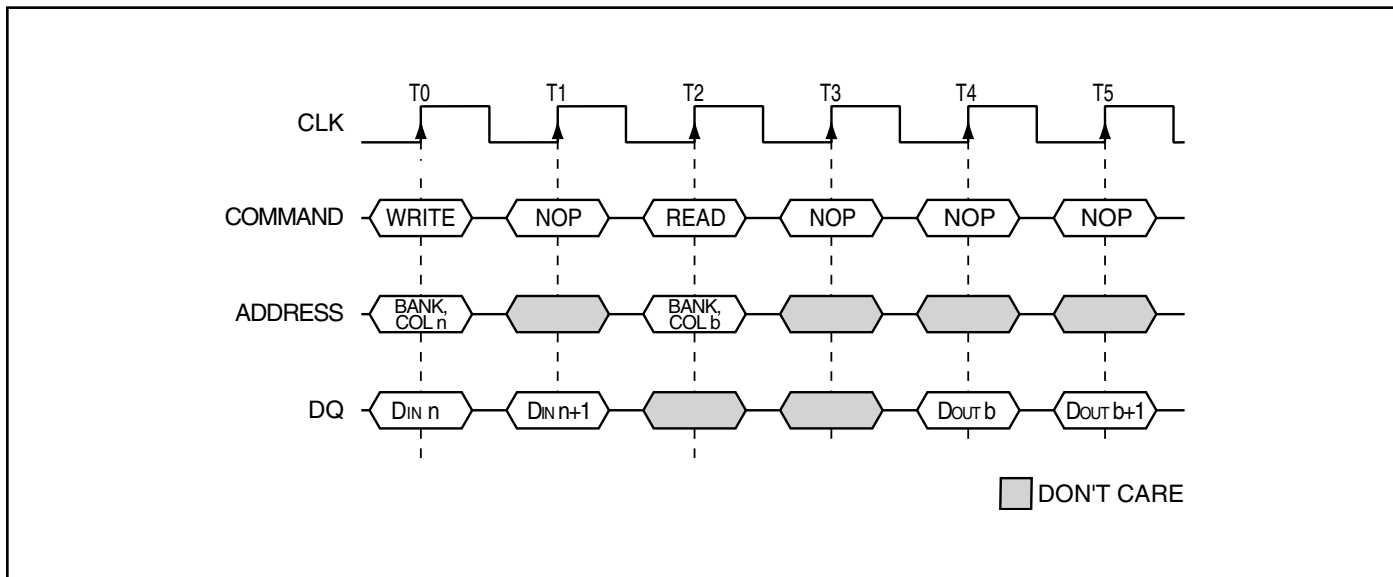 T0 T1 T2 T3 T4 T5
CLK
COMMAND WRITE NOP READ NOP NOP NOP
ADDRESS BANK, COL n BANK, COL b
DQ DIN n DIN n+1 DOUT b DOUT b+1
DON'T CARE